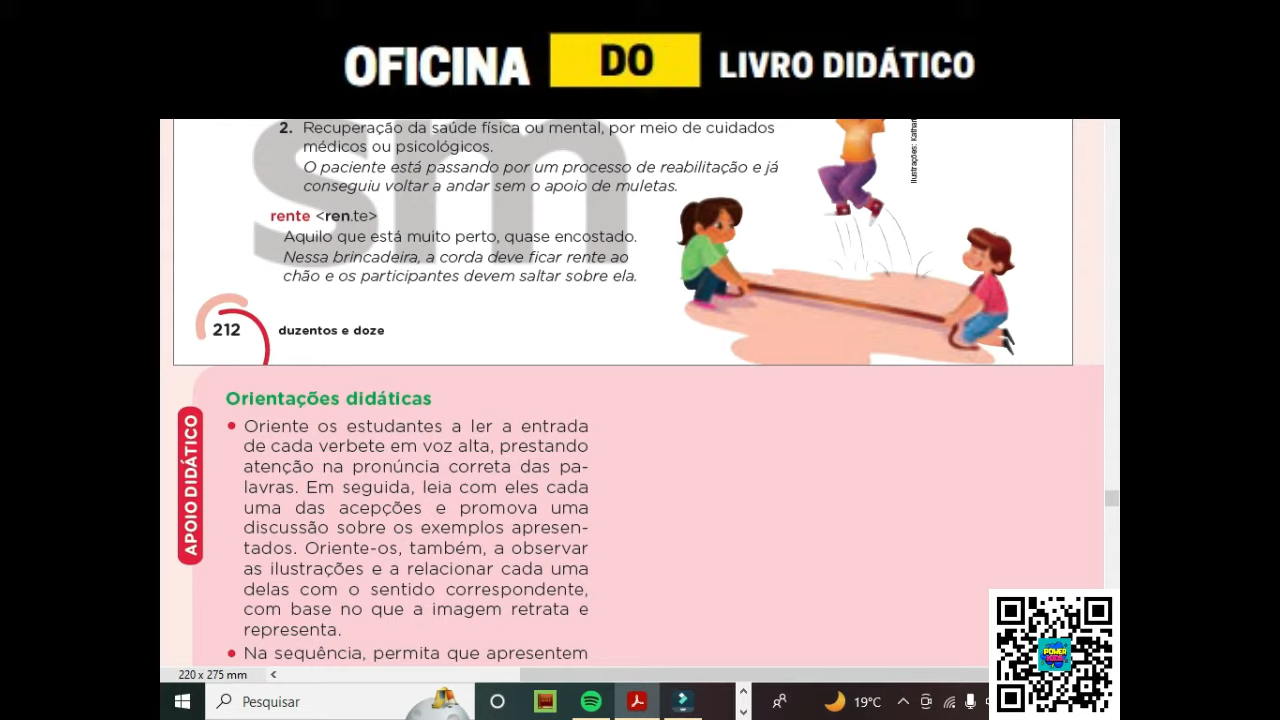 OFICINA DO LIVRO DIDÁTICO
sm
2. Recuperação da saúde física ou mental, por meio de cuidados
médicos ou psicológicos.
O paciente está passando por um processo de reabilitação e já
conseguiu voltar a andar sem o apoio de muletas.
rente <ren.te>
Aquilo que está muito perto, quase encostado.
Nessa brincadeira, a corda deve ficar rente ao
chão e os participantes devem saltar sobre ela.
Ilustrações:
212 duzentos e doze
APOIO DIDÁTICO
Orientações didáticas
• Oriente os estudantes a ler a entrada
de cada verbete em voz alta, prestando
atenção na pronúncia correta das pa-
lavras. Em seguida, leia com eles cada
uma das acepções e promova uma
discussão sobre os exemplos apresen-
tados. Oriente-os, também, a observar
as ilustrações e a relacionar cada uma
delas com o sentido correspondente,
com base no que a imagem retrata e
representa.
• Na sequência, permita que apresentem
220 x 275 mm
Pesquisar
19°C
POWER